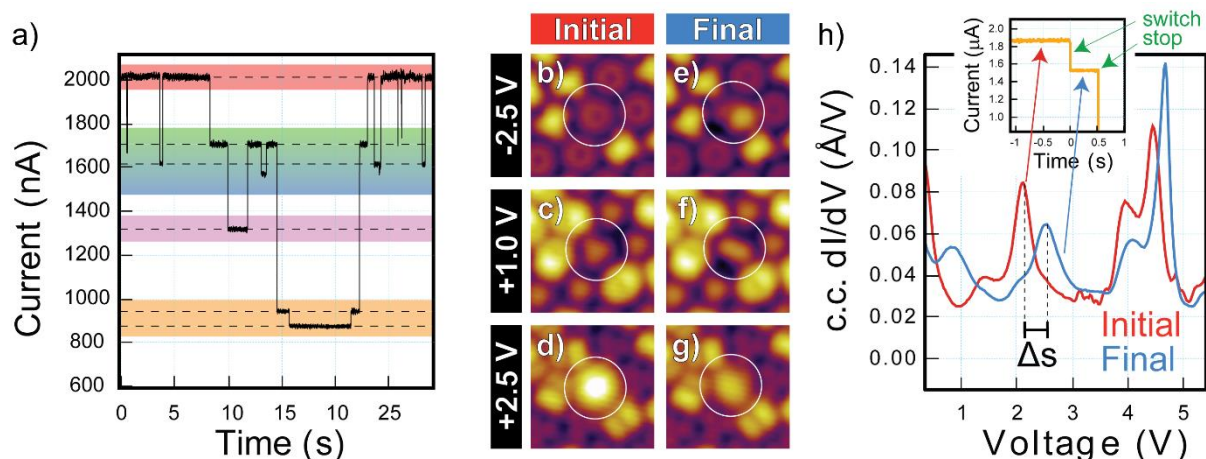 a)
Current (nA)
2000
1800
1600
1400
1200
1000
800
600
0 5 10 15 20 25
Time (s)
Initial Final
-2.5 V
b) e)
+1.0 V
c) f)
+2.5 V
d) g)
h)
c.c. dI/dV (Å/V)
0.14
0.12
0.10
0.08
0.06
0.04
0.02
0.00
Current (μA)
2.0
1.8
1.6
1.4
1.2
1.0
-1 0 0.5 1
Time (s)
switch
stop
Δs
Initial
Final
1 2 3 4 5
Voltage (V)